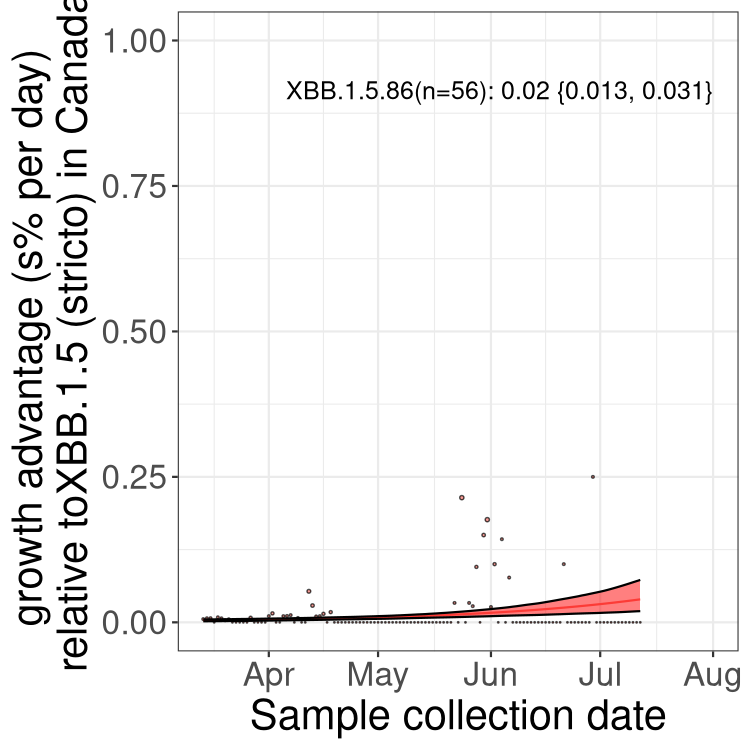 growth advantage (s% per day)
relative toXBB.1.5 (stricto) in Canada
1.00
0.75
0.50
0.25
0.00
XBB.1.5.86(n=56): 0.02 {0.013, 0.031}
Apr May Jun Jul Aug
Sample collection date